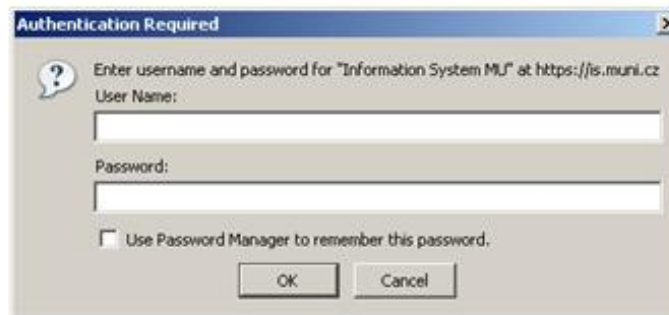 Authentication Required
Enter username and password for "Information System MU" at https://is.muni.cz
User Name:
Password:
Use Password Manager to remember this password.
OK
Cancel